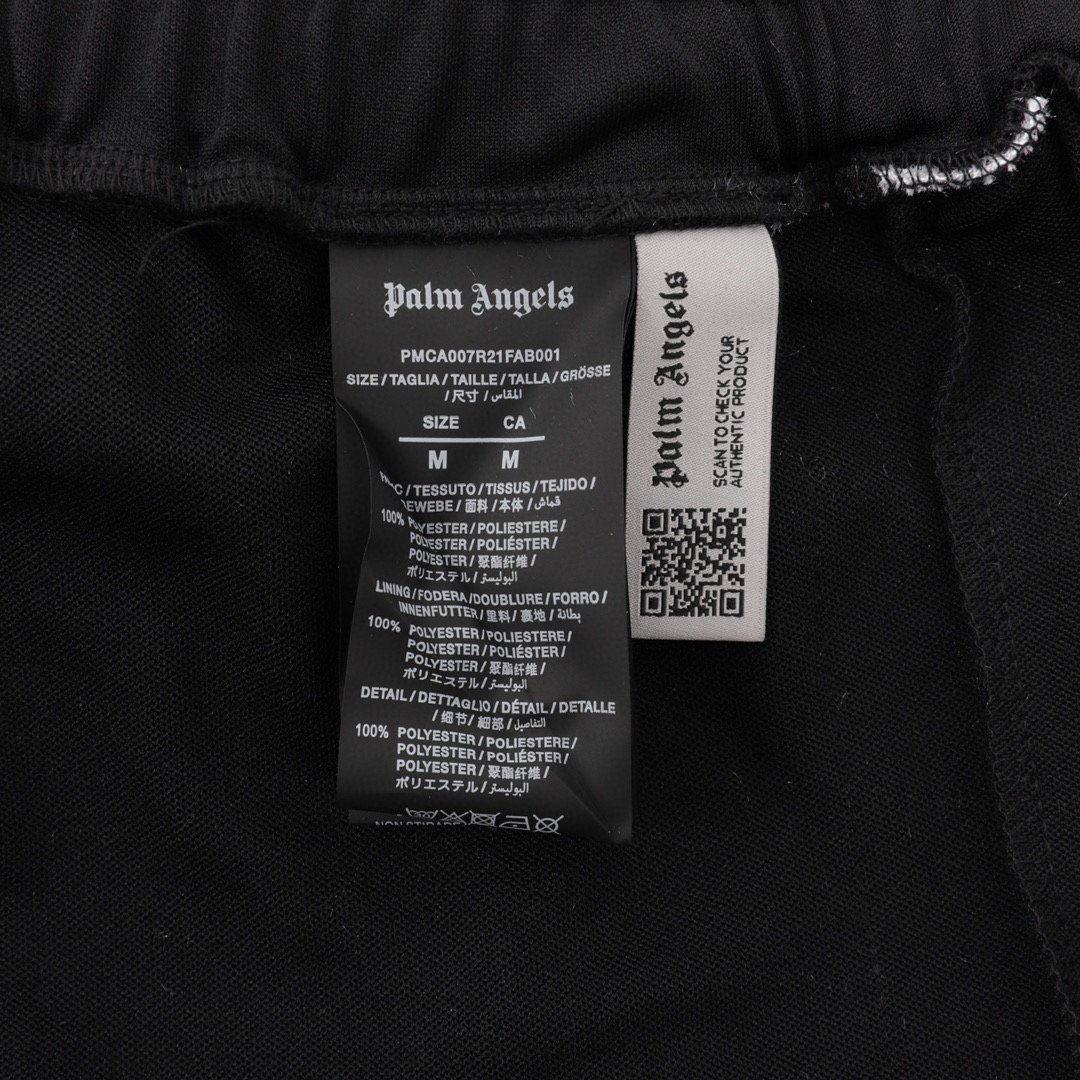 Palm Angels
PMCA007R21FAB001
SIZE / TAGLIA / TAILLE / TALLA / GRÖSSE
/ 尺寸 / المقاس
SIZE CA
M M
/ TESSUTO / TISSUS / TEJIDO /
/ 面料 / 本体 / قماش
100% POLYESTER / POLIESTERE /
POLYESTER / POLIÉSTER /
POLYESTER / 聚酯纤维 /
ポリエステル / البوليستر
LINING / FODERA / DOUBLURE / FORRO /
INNENFUTTER / 里料 / 裏地 / بطانة
100% POLYESTER / POLIESTERE /
POLYESTER / POLIÉSTER /
POLYESTER / 聚酯纤维 /
ポリエステル / البوليستر
DETAIL / DETTAGLIO / DÉTAIL / DETALLE
/ 细节 / 細部 / التفاصيل
100% POLYESTER / POLIESTERE /
POLYESTER / POLIÉSTER /
POLYESTER / 聚酯纤维 /
ポリエステル / البوليستر
NON STIRARE
Palm Angels
SCAN TO CHECK YOUR
AUTHENTIC PRODUCT